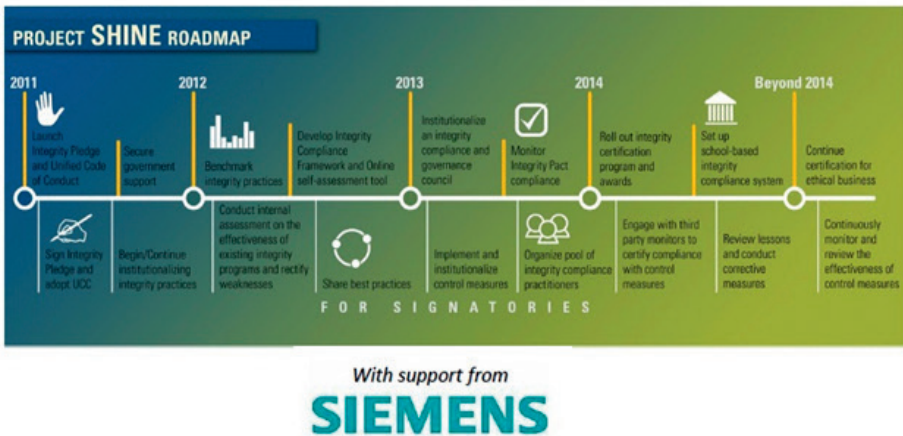 PROJECT SHINE ROADMAP
2011
2012
2013
2014
Beyond 2014
Launch
Integrity Pledge
and Unified Code
of Conduct
Secure
government
support
Benchmark
integrity practices
Develop Integrity
Compliance
Framework and Online
self-assessment tool
Institutionalize
an integrity
compliance and
governance
council
Monitor
Integrity Pact
compliance
Roll out integrity
certification
program and
awards
Set up
school-based
integrity
compliance system
Continue
certification for
ethical business
Sign Integrity
Pledge and
adopt UCC
Begin/Continue
institutionalizing
integrity practices
Conduct internal
assessment on the
effectiveness of
existing integrity
programs and rectify
weaknesses
Share best practices
Implement and
institutionalize
control measures
Organize pool of
integrity compliance
practitioners
Engage with third
party monitors to
certify compliance
with control
measures
Review lessons
and conduct
corrective
measures
Continuously
monitor and
review the
effectiveness of
control measures
FOR SIGNATORIES
With support from
SIEMENS